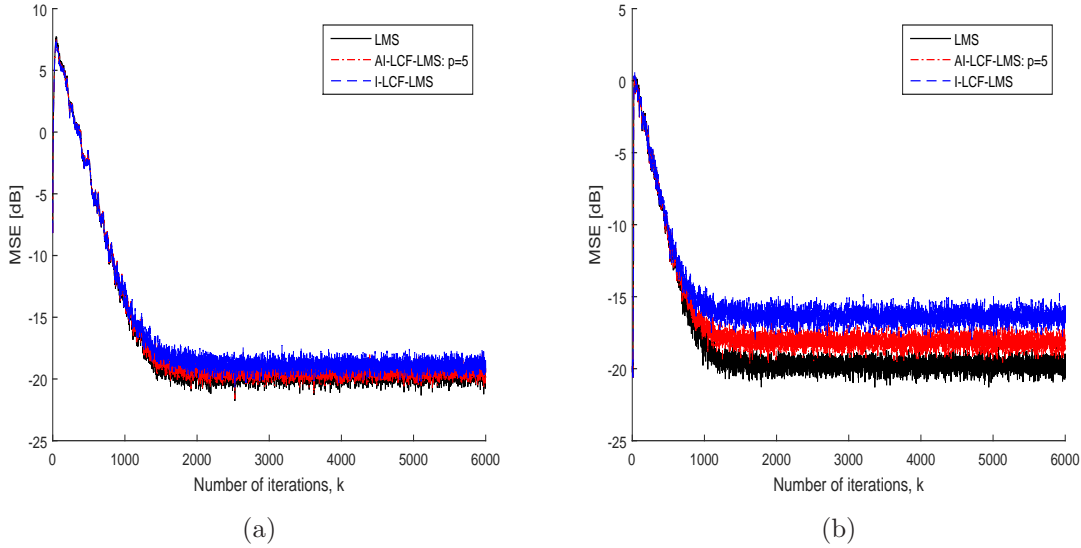 10
5
0
-5
-10
-15
-20
-25
MSE [dB]
0 1000 2000 3000 4000 5000 6000
Number of iterations, k
LMS
AI-LCF-LMS: p=5
I-LCF-LMS
(a)
5
0
-5
-10
-15
-20
-25
MSE [dB]
0 1000 2000 3000 4000 5000 6000
Number of iterations, k
LMS
AI-LCF-LMS: p=5
I-LCF-LMS
(b)